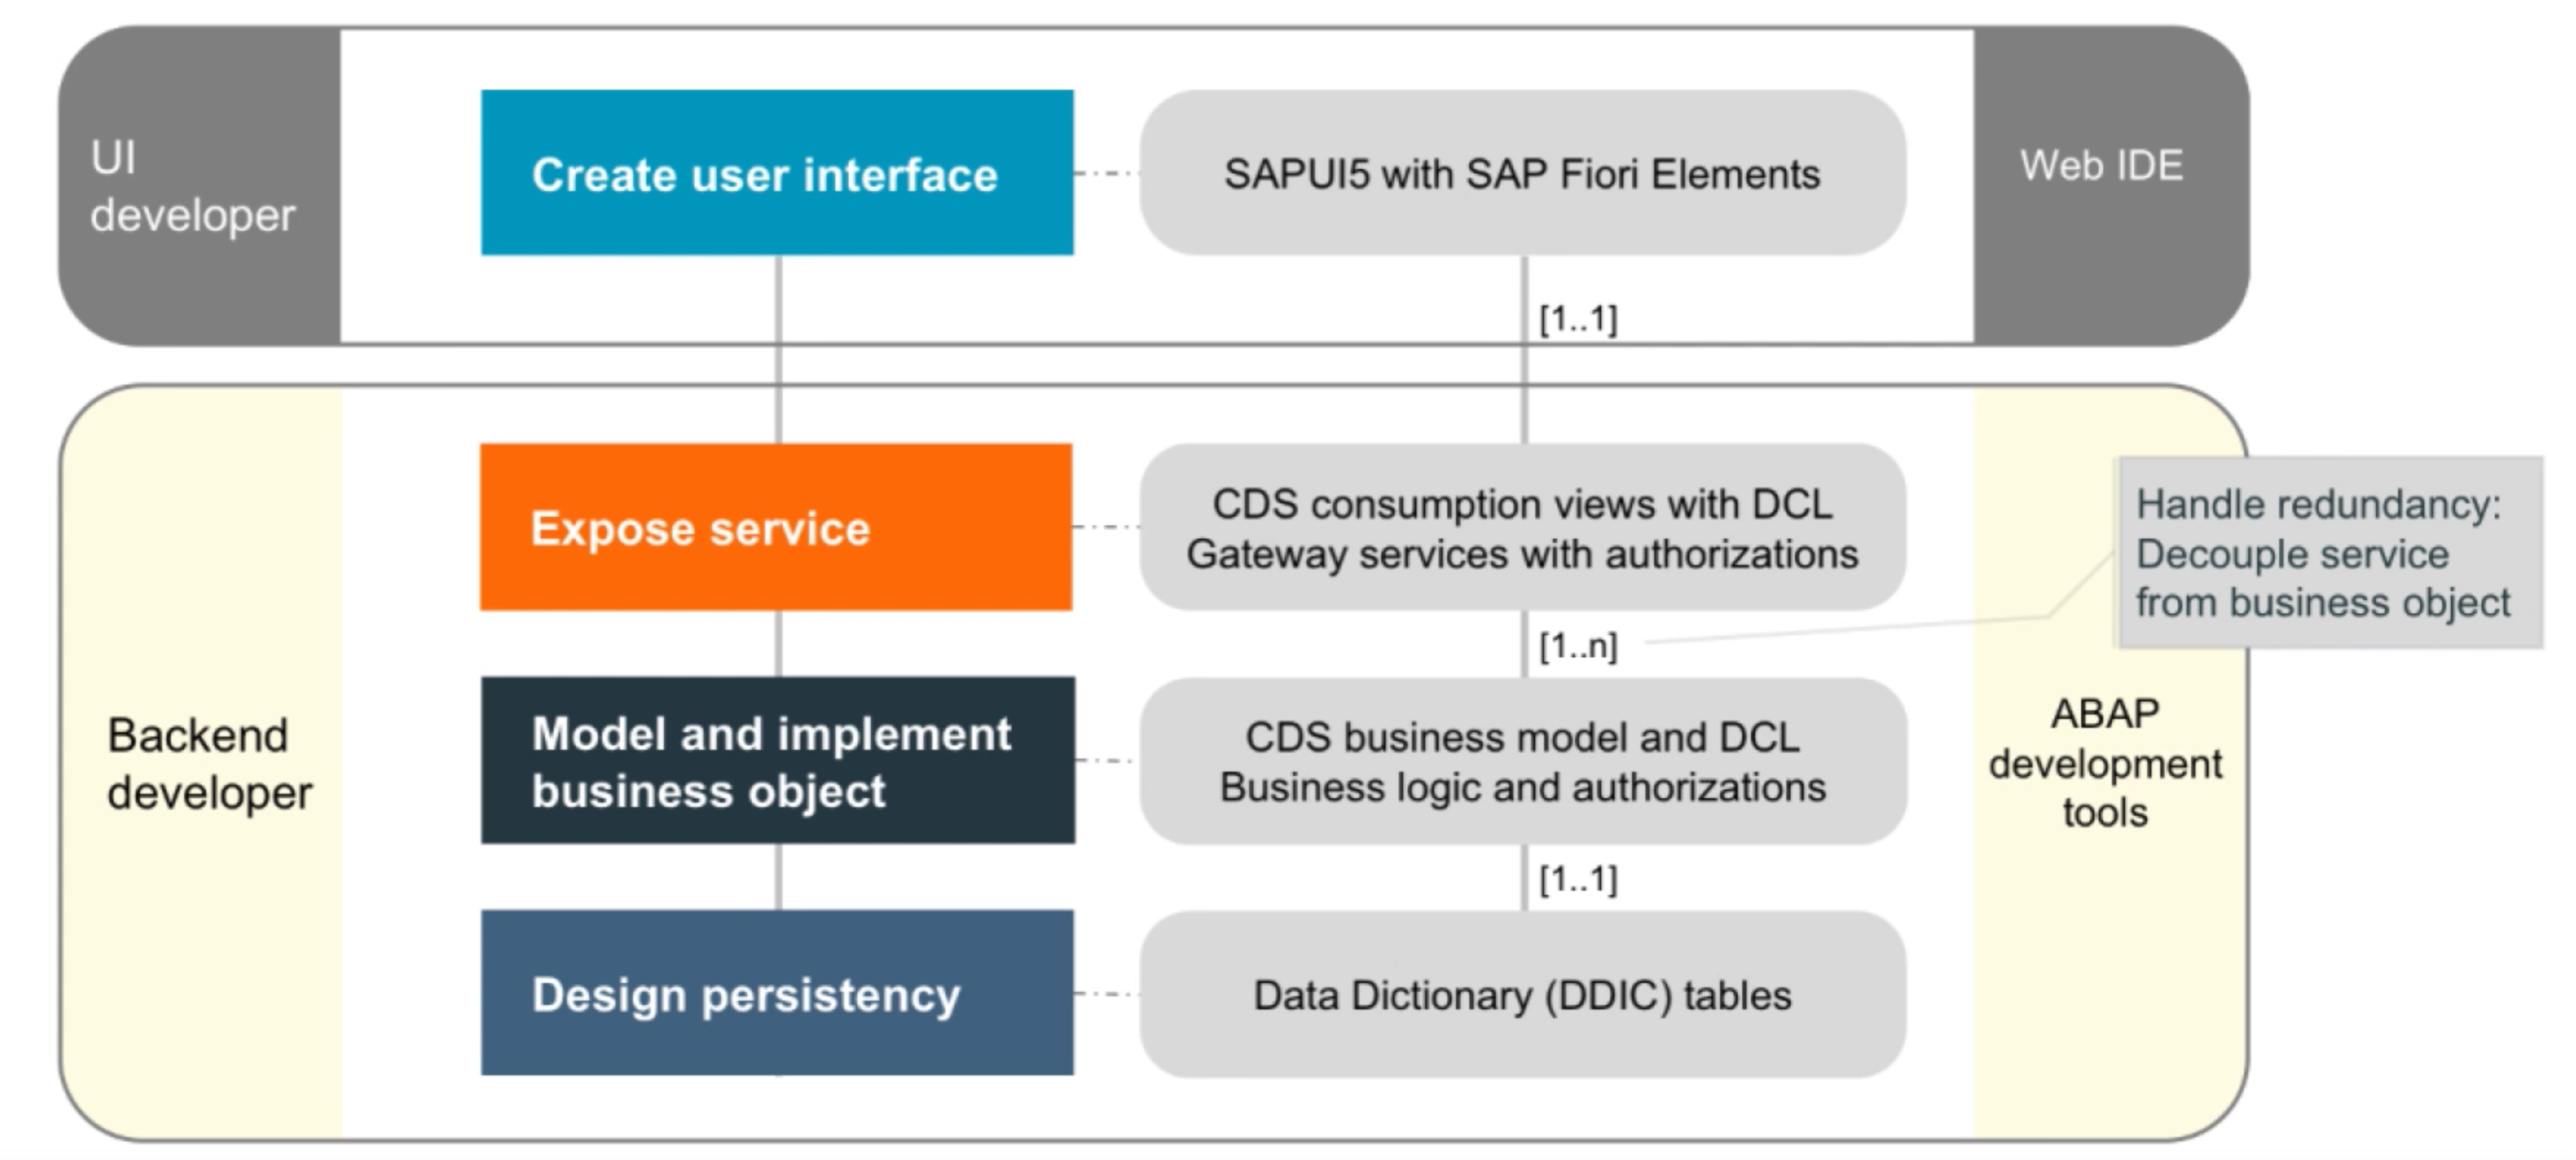 UI
developer
Create user interface
SAPUI5 with SAP Fiori Elements
Web IDE
[1..1]
Expose service
CDS consumption views with DCL
Gateway services with authorizations
Handle redundancy:
Decouple service
from business object
[1..n]
Backend
developer
Model and implement
business object
CDS business model and DCL
Business logic and authorizations
ABAP
development
tools
[1..1]
Design persistency
Data Dictionary (DDIC) tables